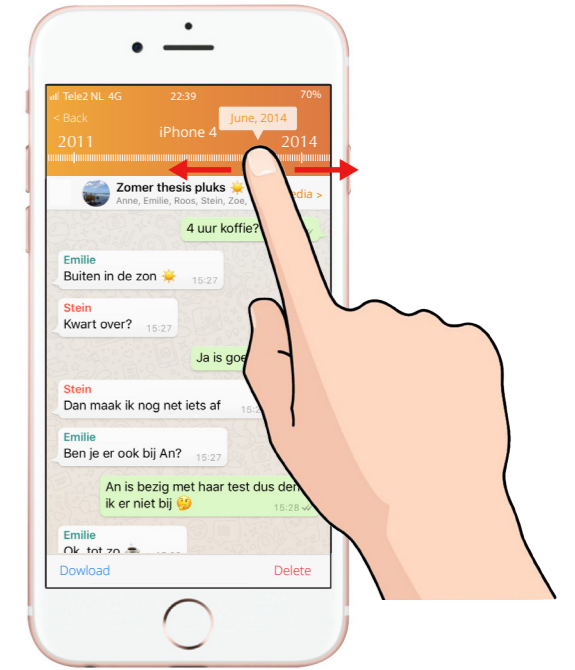 Tele2 NL 4G 22:39 70%
< Back
June, 2014
2011 iPhone 4 2014
Zomer thesis pluks ☀️
edia >
Anne, Emilie, Roos, Stein, Zoe,
4 uur koffie?
Emilie
Buiten in de zon ☀️ 15:27
Stein
Kwart over? 15:27
Ja is goe
Stein
Dan maak ik nog net iets af 15:2
Emilie
Ben je er ook bij An? 15:27
An is bezig met haar test dus den
ik er niet bij 🤔 15:28
Emilie
Ok, tot zo ☕
Dowload Delete